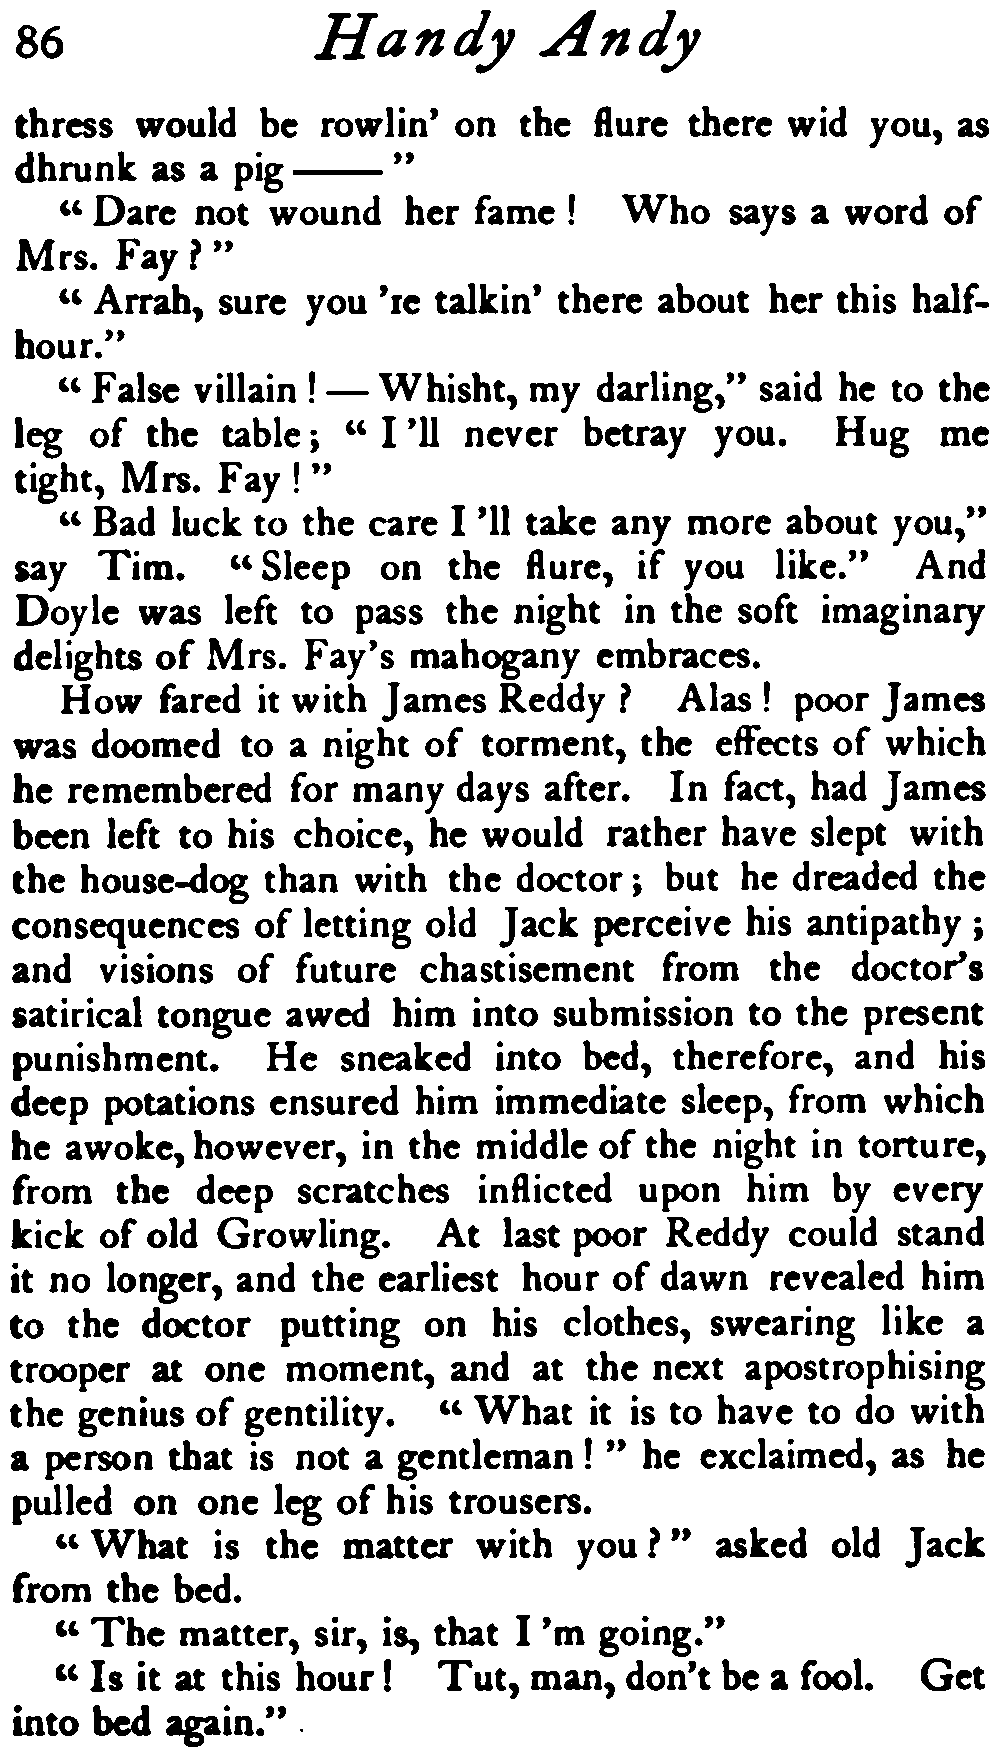 86 Handy Andy
thress would be rowlin' on the flure there wid you, as
dhrunk as a pig——"
"Dare not wound her fame! Who says a word of
Mrs. Fay?"
"Arrah, sure you 're talkin' there about her this half-
hour."
"False villain!—Whisht, my darling," said he to the
leg of the table; "I 'll never betray you. Hug me
tight, Mrs. Fay!"
"Bad luck to the care I 'll take any more about you,"
say Tim. "Sleep on the flure, if you like." And
Doyle was left to pass the night in the soft imaginary
delights of Mrs. Fay's mahogany embraces.
How fared it with James Reddy? Alas! poor James
was doomed to a night of torment, the effects of which
he remembered for many days after. In fact, had James
been left to his choice, he would rather have slept with
the house-dog than with the doctor; but he dreaded the
consequences of letting old Jack perceive his antipathy;
and visions of future chastisement from the doctor's
satirical tongue awed him into submission to the present
punishment. He sneaked into bed, therefore, and his
deep potations ensured him immediate sleep, from which
he awoke, however, in the middle of the night in torture,
from the deep scratches inflicted upon him by every
kick of old Growling. At last poor Reddy could stand
it no longer, and the earliest hour of dawn revealed him
to the doctor putting on his clothes, swearing like a
trooper at one moment, and at the next apostrophising
the genius of gentility. "What it is to have to do with
a person that is not a gentleman!" he exclaimed, as he
pulled on one leg of his trousers.
"What is the matter with you?" asked old Jack
from the bed.
"The matter, sir, is, that I 'm going."
"Is it at this hour! Tut, man, don't be a fool. Get
into bed again."